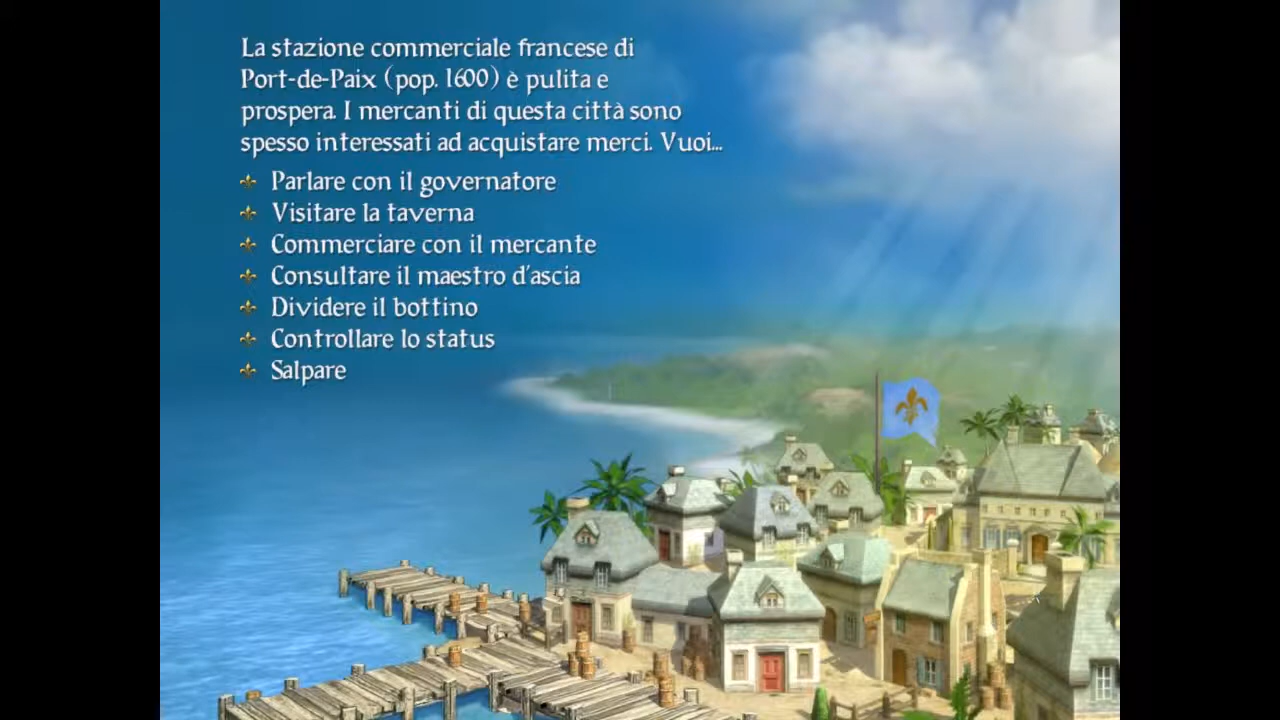 La stazione commerciale francese di
Port-de-Paix (pop. 1600) è pulita e
prospera. I mercanti di questa città sono
spesso interessati ad acquistare merci. Vuoi...
Parlare con il governatore
Visitare la taverna
Commerciare con il mercante
Consultare il maestro d'ascia
Dividere il bottino
Controllare lo status
Salpare